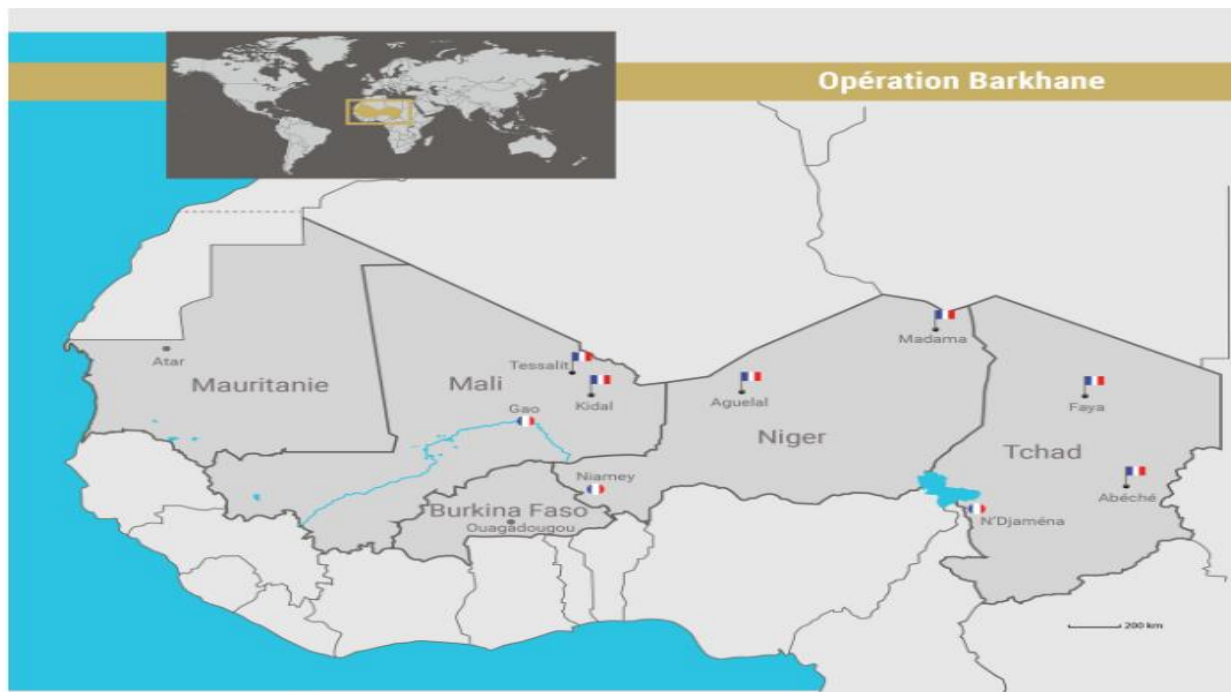 Opération Barkhane
Madama
Atar
Tessalit
Mauritanie
Mali
Kidal
Aguelal
Faya
Gao
Niger
Tchad
Niamey
Abéché
Burkina Faso
N'Djaména
Ouagadougou
200 km